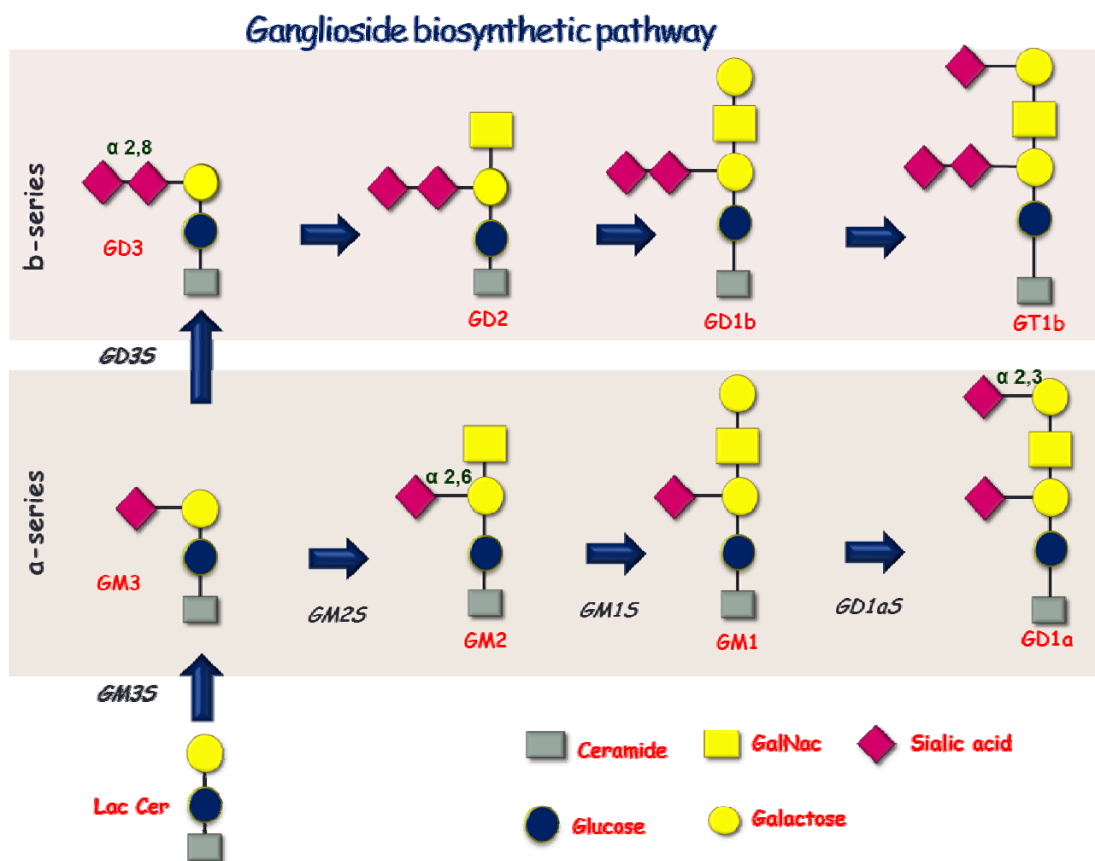 Ganglioside biosynthetic pathway
b-series
α 2,8
GD3
GD2
GD1b
GT1b
GD3S
a-series
α 2,6
α 2,3
GM3
GM2S
GM2
GM1S
GM1
GD1aS
GD1a
GM3S
Lac Cer
Ceramide
GalNac
Sialic acid
Glucose
Galactose